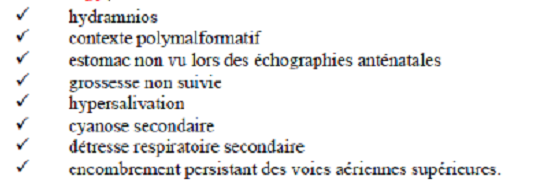 ✓ hydramnios
✓ contexte polymalformatif
✓ estomac non vu lors des échographies anténatales
✓ grossesse non suivie
✓ hypersalivation
✓ cyanose secondaire
✓ détresse respiratoire secondaire
✓ encombrement persistant des voies aériennes supérieures.